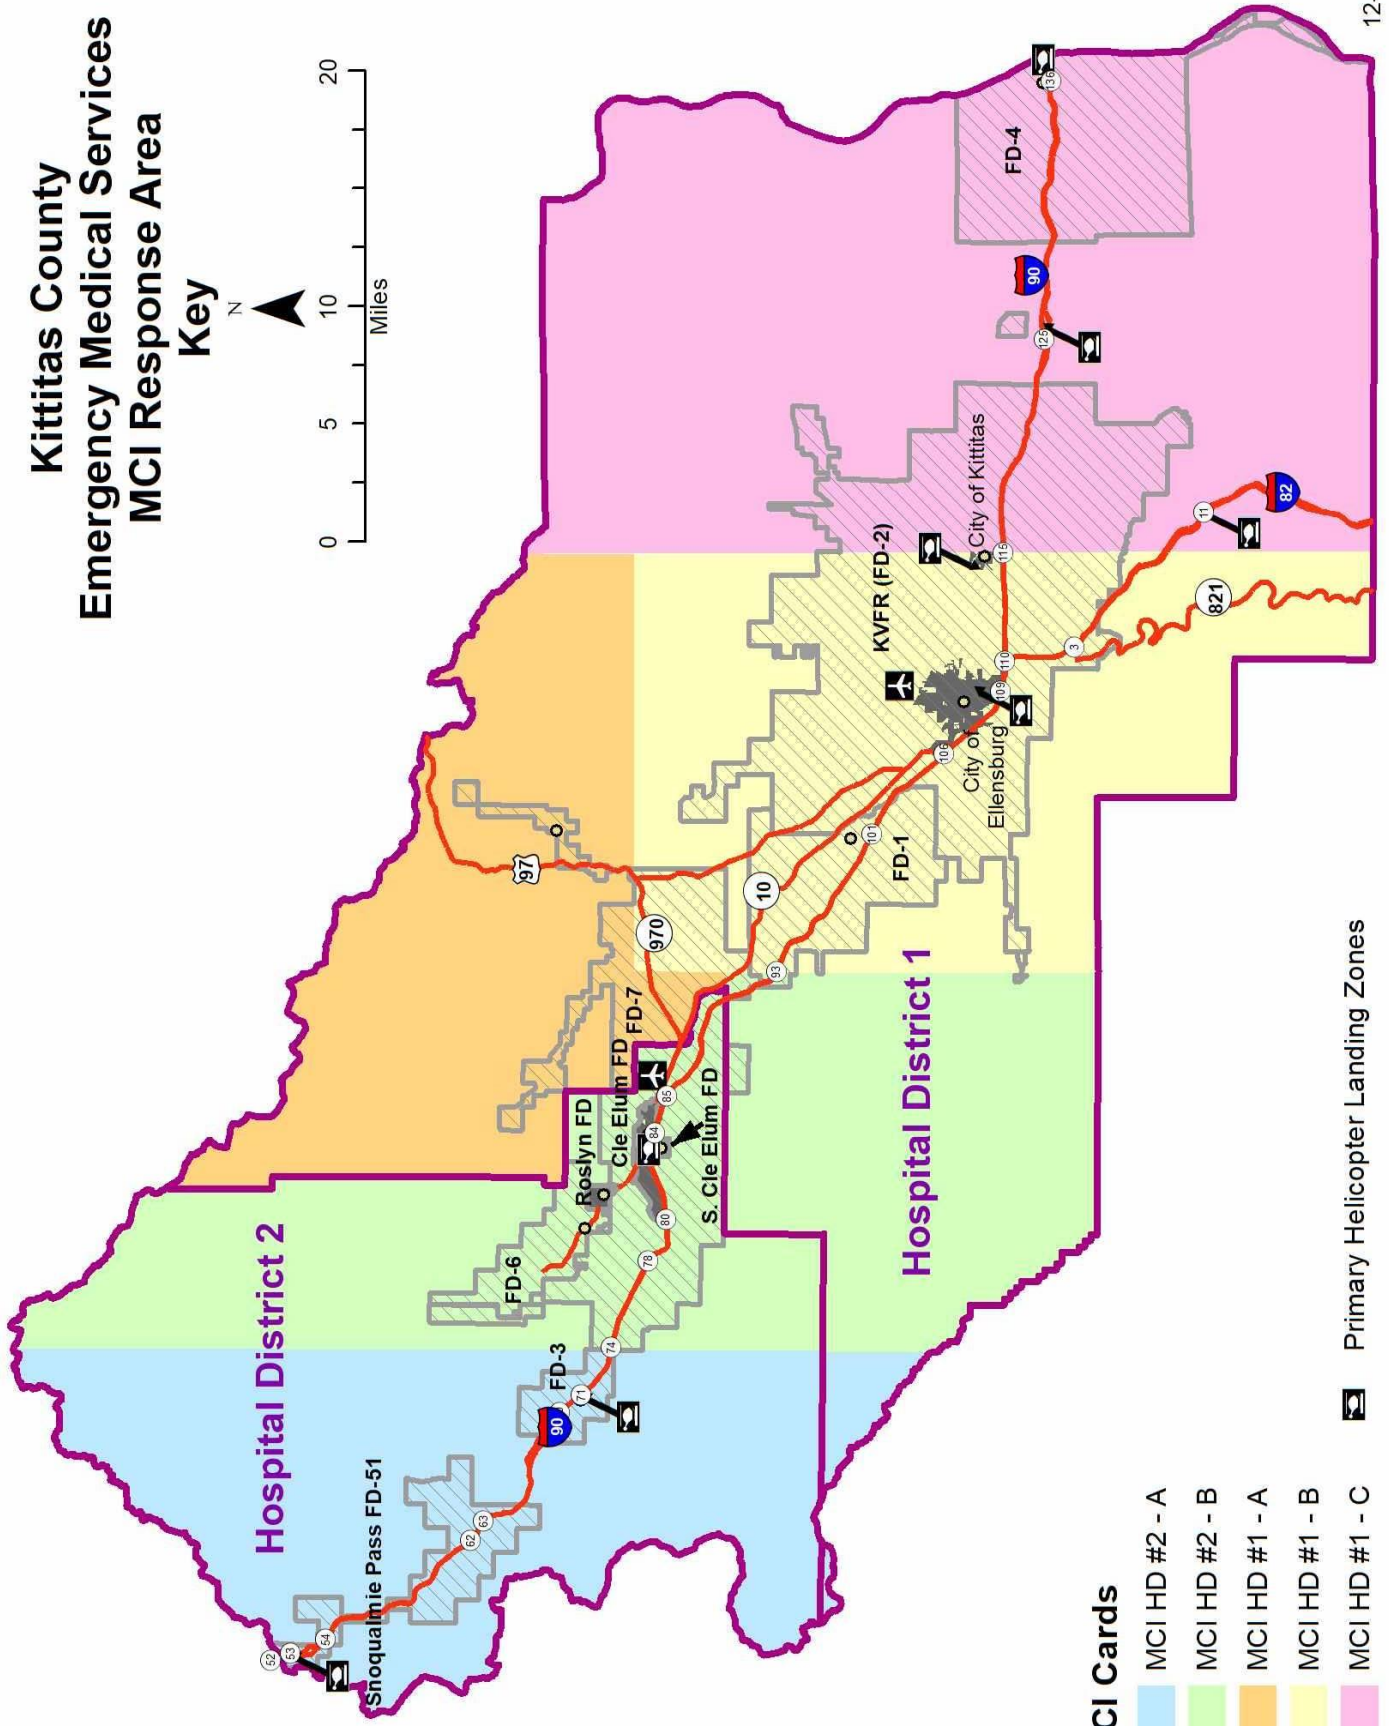 Kittitas County
Emergency Medical Services
MCI Response Area
Key
N
0
5
10
20
Miles
Hospital District 2
Snoqualmie Pass FD-51
52
53
54
62
63
90
71
FD-3
74
FD-6
78
80
Roslyn FD
Cle Elum FD
FD-7
84
85
S. Cle Elum FD
970
97
10
93
Hospital District 1
FD-1
101
106
City of
Ellensburg
109
110
KVFR (FD-2)
City of Kittitas
115
3
821
11
82
125
90
FD-4
136
CI Cards
MCI HD #2 - A
MCI HD #2 - B
MCI HD #1 - A
MCI HD #1 - B
MCI HD #1 - C
Primary Helicopter Landing Zones
12-